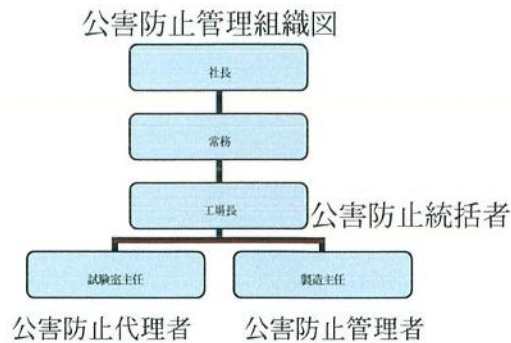 公害防止管理組織図
社長
常務
工場長
公害防止統括者
試験室主任
製造主任
公害防止代理者
公害防止管理者